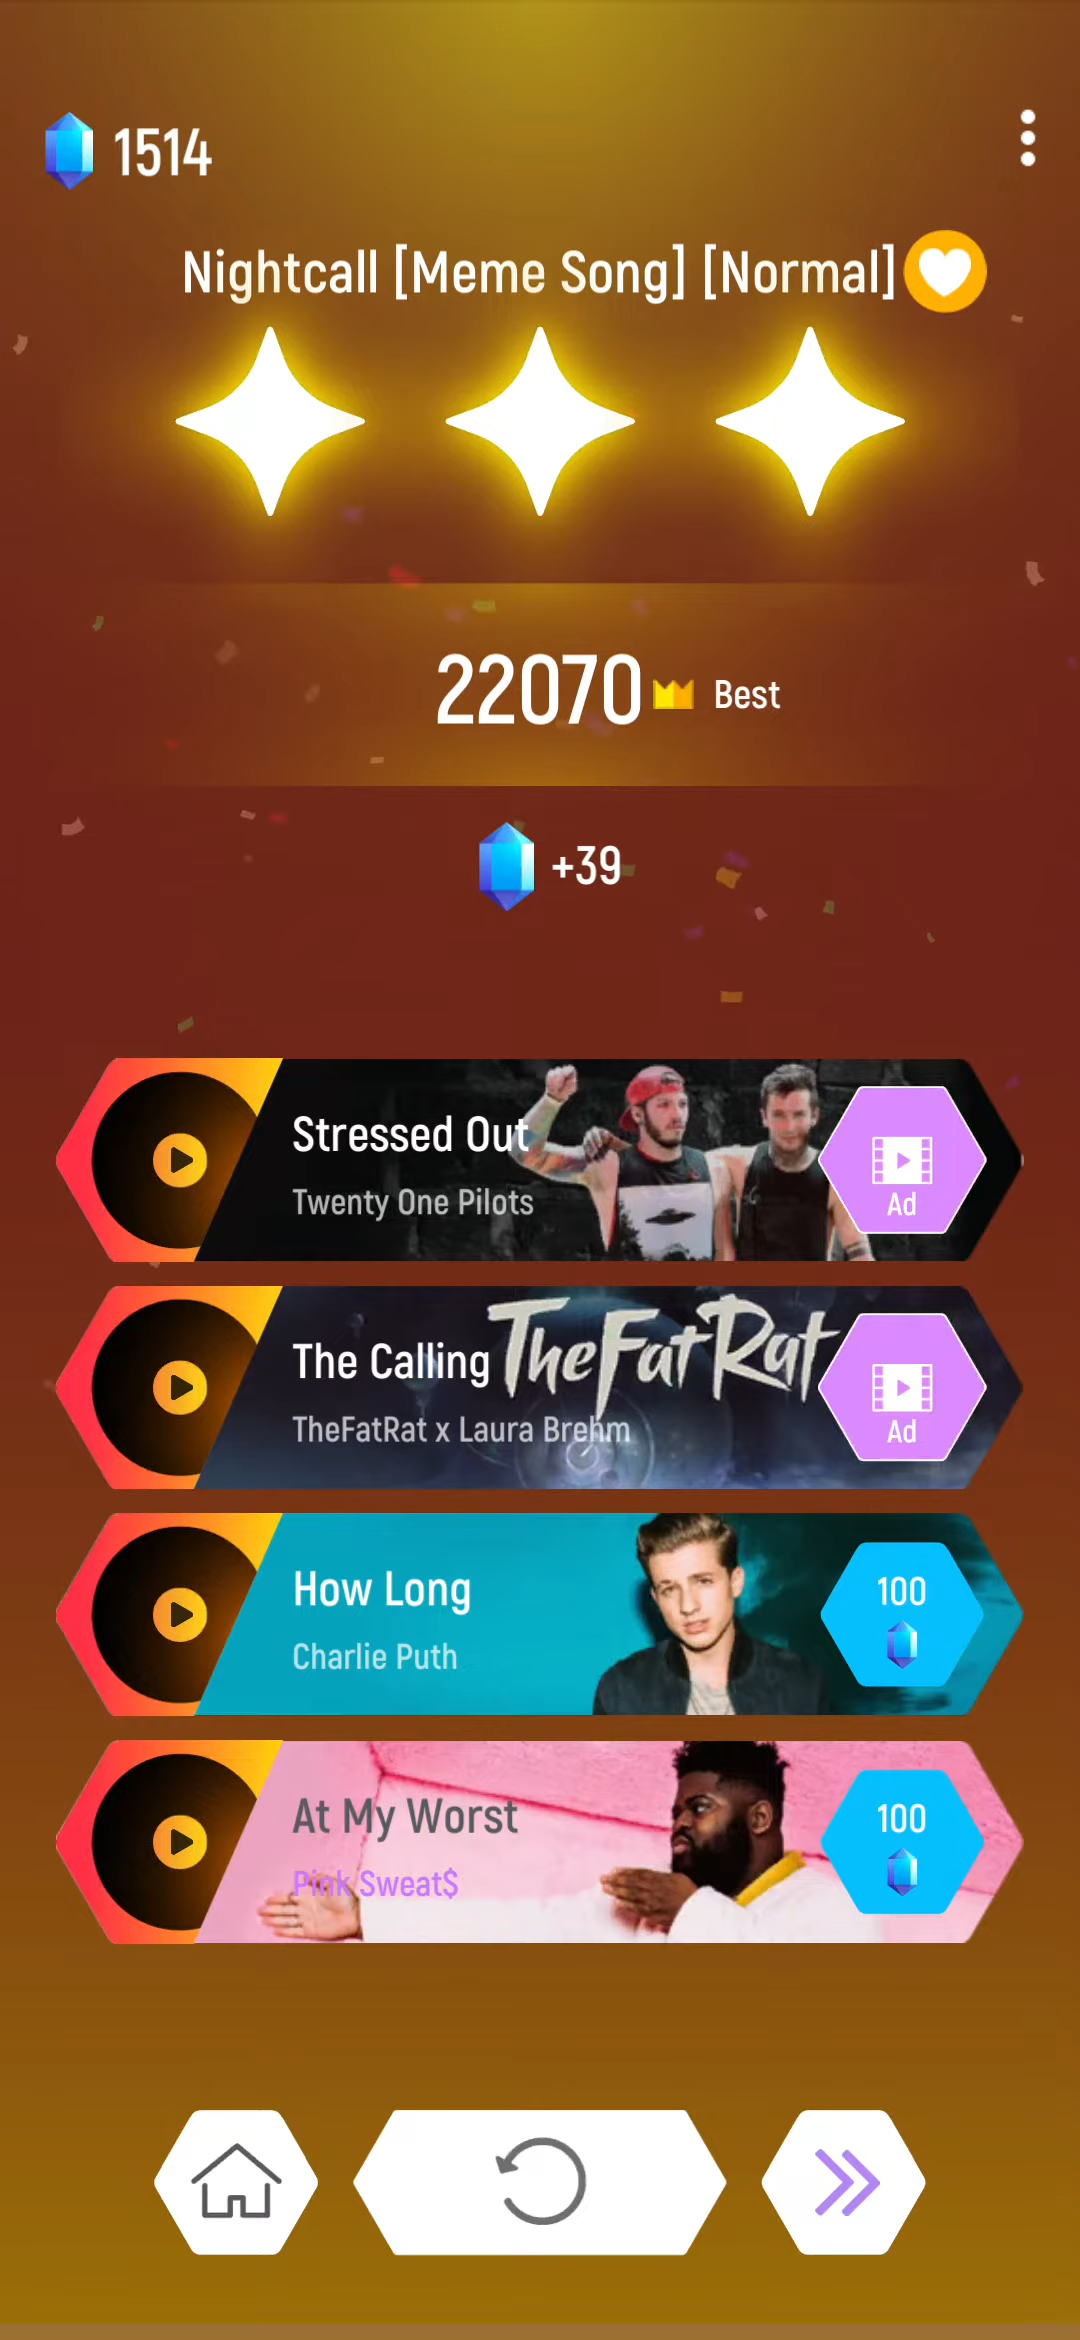 1514
Nightcall [Meme Song] [Normal]
22070 Best
+39
Stressed Out
Twenty One Pilots
Ad
The Calling
TheFatRat
TheFatRat x Laura Brehm
Ad
How Long
Charlie Puth
100
At My Worst
Pink Sweat$
100